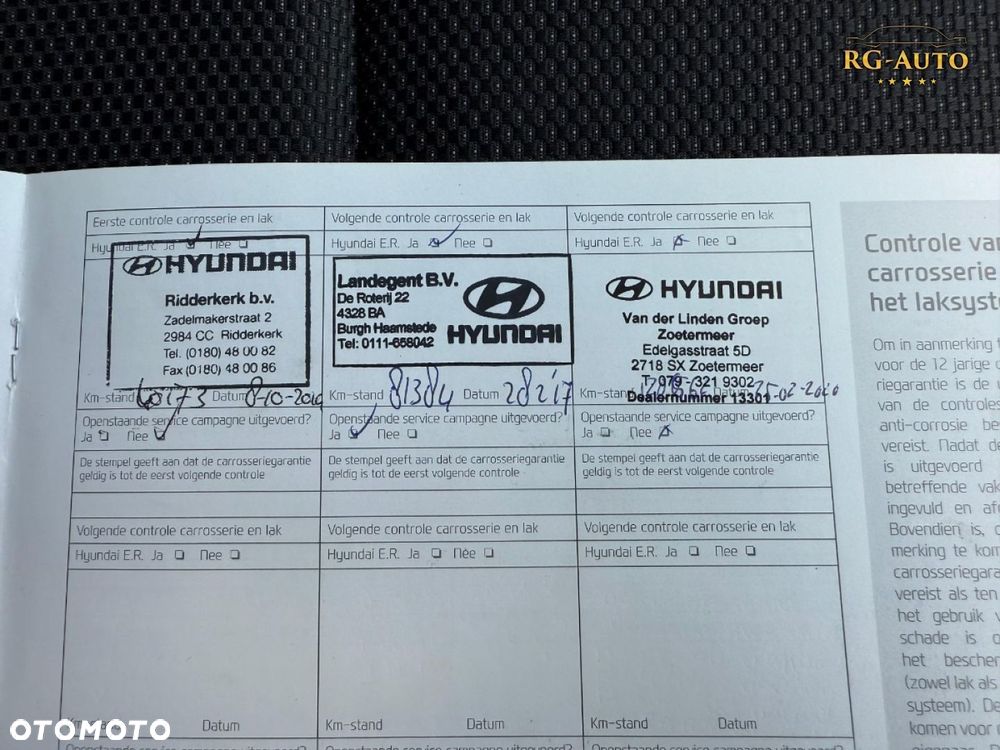 RG-AUTO
Eerste controle carrosserie en lak
Hyundai E.R. Ja Nee
HYUNDAI
Ridderkerk b.v.
Zadelmakerstraat 2
2984 CC Ridderkerk
Tel. (0180) 48 00 82
Fax (0180) 48 00 86
Km-stand Datum 8-10-2014
Openstaande service campagne uitgevoerd?
Ja Nee
De stempel geeft aan dat de carrosseriegarantie
geldig is tot de eerst volgende controle
Volgende controle carrosserie en lak
Hyundai E.R. Ja Nee
Landegent B.V.
De Roterij 22
4328 BA
Burgh Haamstede
Tel: 0111-658042
HYUNDAI
Km-stand 81384 Datum 28 2 '17
Openstaande service campagne uitgevoerd?
Ja Nee
De stempel geeft aan dat de carrosseriegarantie
geldig is tot de eerst volgende controle
Volgende controle carrosserie en lak
Hyundai E.R. Ja Nee
HYUNDAI
Van der Linden Groep
Zoetermeer
Edelgasstraat 5D
2718 SX Zoetermeer
T. 079 - 321 9302
Dealernummer 13301
Km-stand Datum -02-2020
Openstaande service campagne uitgevoerd?
Ja Nee
De stempel geeft aan dat de carrosseriegarantie
geldig is tot de eerst volgende controle
Volgende controle carrosserie en lak
Hyundai E.R. Ja Nee
Datum
Volgende controle carrosserie en lak
Hyundai E.R. Ja Nee
Km-stand Datum
Volgende controle carrosserie en lak
Hyundai E.R. Ja Nee
Km-stand Datum
Controle
carrosserie
het
Om in aanmerking
voor de 12 jarige
riegarantie is de
van de controles
anti-corrosie
vereist. Nadat
is uitgevoerd
betreffende
ingevuld en
Bovendien is,
merking te
vereist als ten
het gebruik
schade is
het
(zowel lak als
systeem). De
komen voor
OTOMOTO